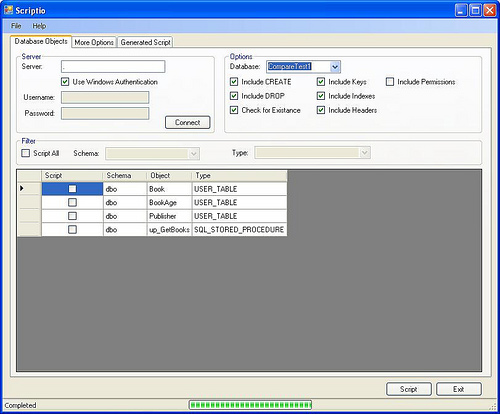 Scriptio
File Help
Database Objects More Options Generated Script
Server
Server: .
Use Windows Authentication
Username:
Password:
Connect
Options
Database: CompareTest1
Include CREATE Include Keys Include Permissions
Include DROP Include Indexes
Check for Existance Include Headers
Filter
Script All Schema: Type:
Script Schema Object Type
dbo Book USER_TABLE
dbo BookAge USER_TABLE
dbo Publisher USER_TABLE
dbo up_GetBooks SQL_STORED_PROCEDURE
Script Exit
Completed